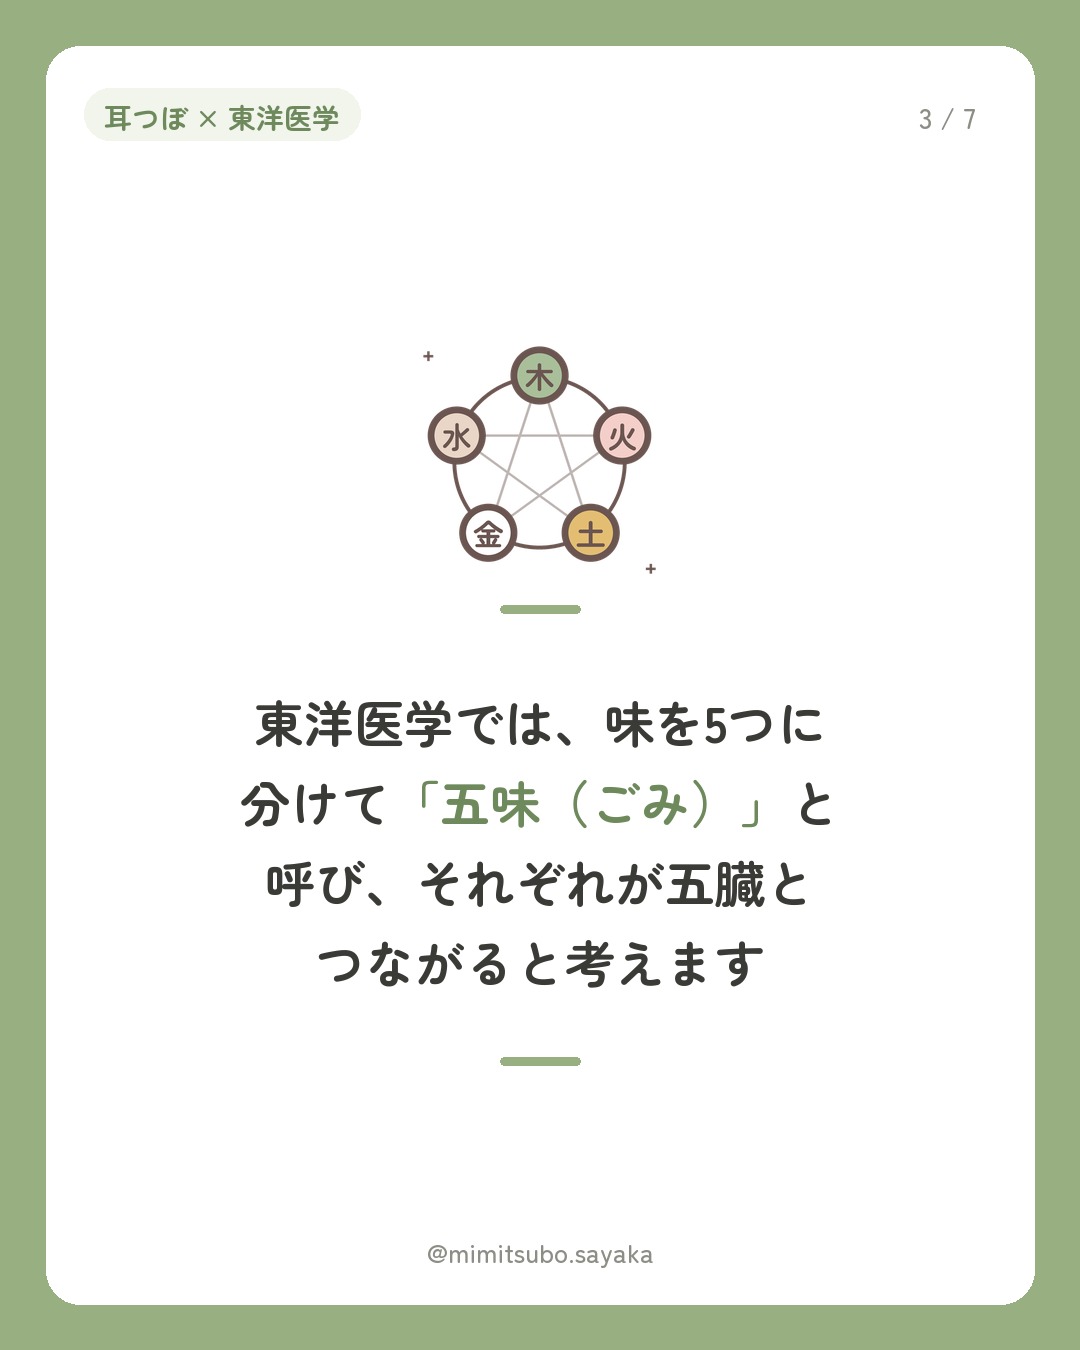 耳つぼ × 東洋医学
3 / 7
木
水
火
金
土
東洋医学では、味を5つに
分けて「五味（ごみ）」と
呼び、それぞれが五臓と
つながると考えます
@mimitsubo.sayaka